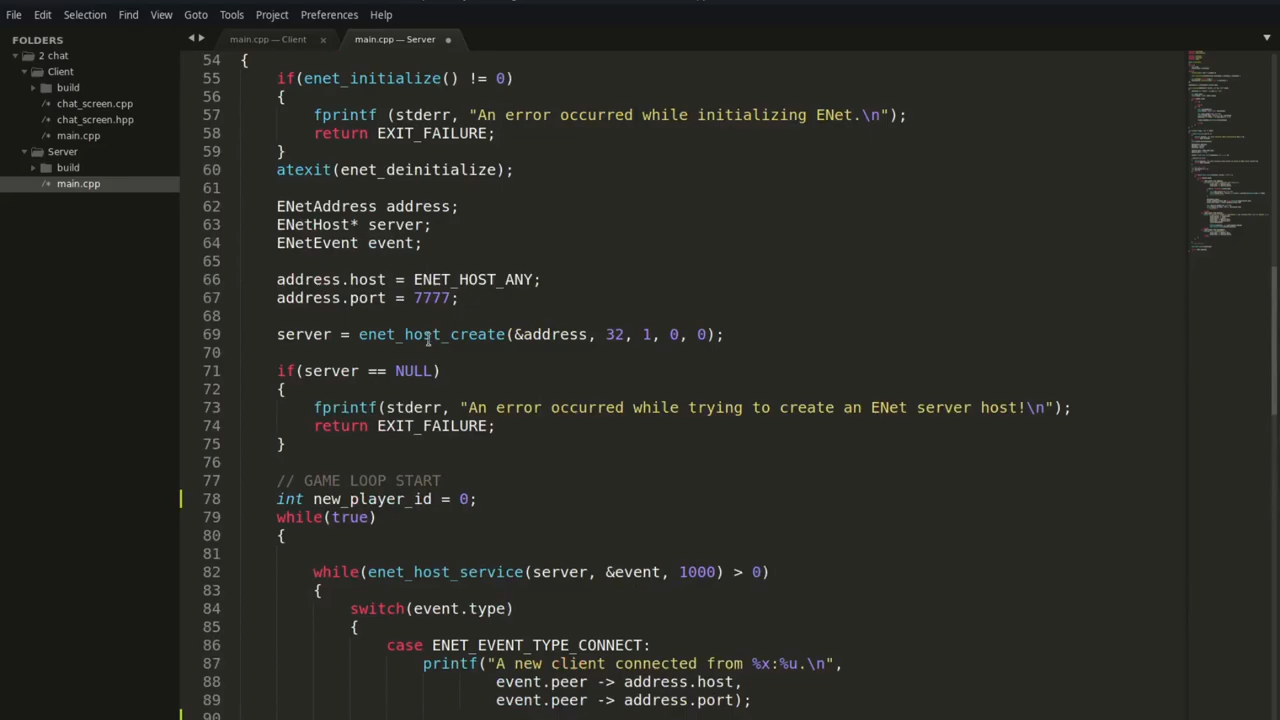 File Edit Selection Find View Goto Tools Project Preferences Help
FOLDERS
2 chat
Client
build
chat_screen.cpp
chat_screen.hpp
main.cpp
Server
build
main.cpp
main.cpp — Client
main.cpp — Server
54 {
55 if(enet_initialize() != 0)
56 {
57 fprintf (stderr, "An error occurred while initializing ENet.\n");
58 return EXIT_FAILURE;
59 }
60 atexit(enet_deinitialize);
61
62 ENetAddress address;
63 ENetHost* server;
64 ENetEvent event;
65
66 address.host = ENET_HOST_ANY;
67 address.port = 7777;
68
69 server = enet_host_create(&address, 32, 1, 0, 0);
70
71 if(server == NULL)
72 {
73 fprintf(stderr, "An error occurred while trying to create an ENet server host!\n");
74 return EXIT_FAILURE;
75 }
76
77 // GAME LOOP START
78 int new_player_id = 0;
79 while(true)
80 {
81
82 while(enet_host_service(server, &event, 1000) > 0)
83 {
84 switch(event.type)
85 {
86 case ENET_EVENT_TYPE_CONNECT:
87 printf("A new client connected from %x:%u.\n",
88 event.peer -> address.host,
89 event.peer -> address.port);
90